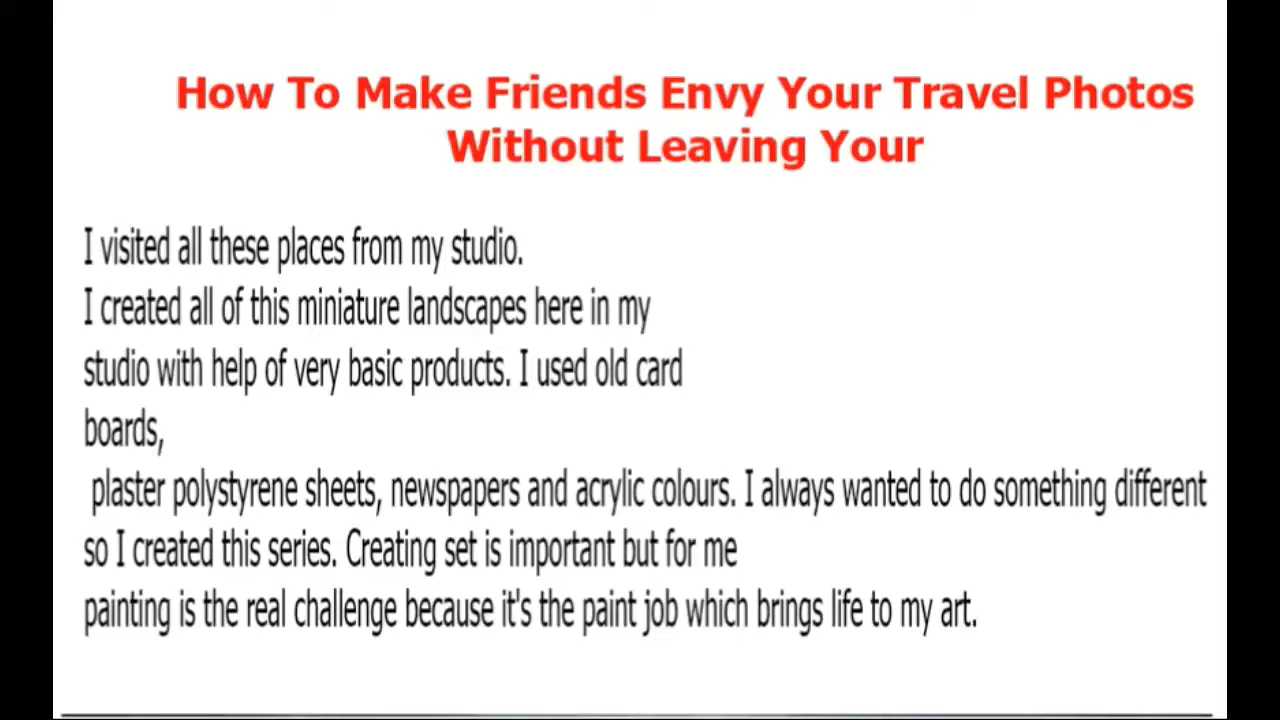 How To Make Friends Envy Your Travel Photos
Without Leaving Your
I visited all these places from my studio.
I created all of this miniature landscapes here in my
studio with help of very basic products. I used old card
boards,
plaster polystyrene sheets, newspapers and acrylic colours. I always wanted to do something different
so I created this series. Creating set is important but for me
painting is the real challenge because it's the paint job which brings life to my art.